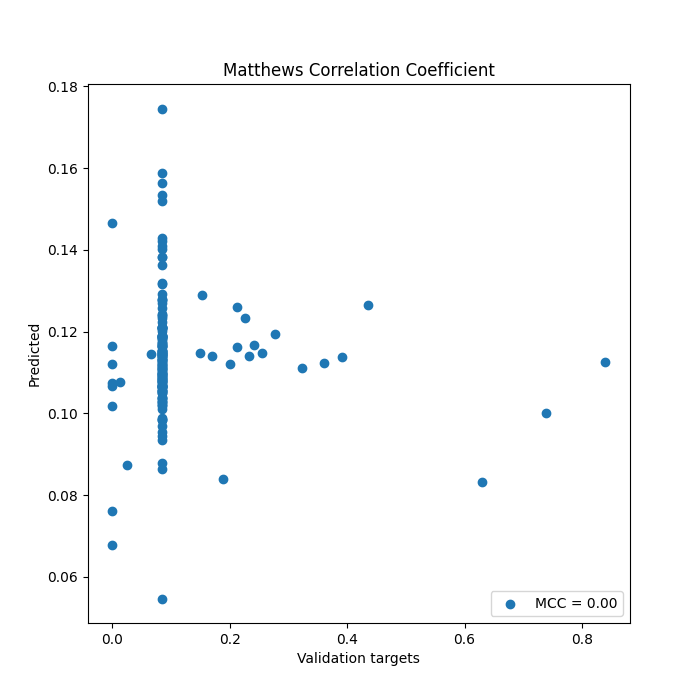 Matthews Correlation Coefficient
0.18
0.16
0.14
0.12
0.10
0.08
0.06
Predicted
MCC = 0.00
0.0 0.2 0.4 0.6 0.8
Validation targets